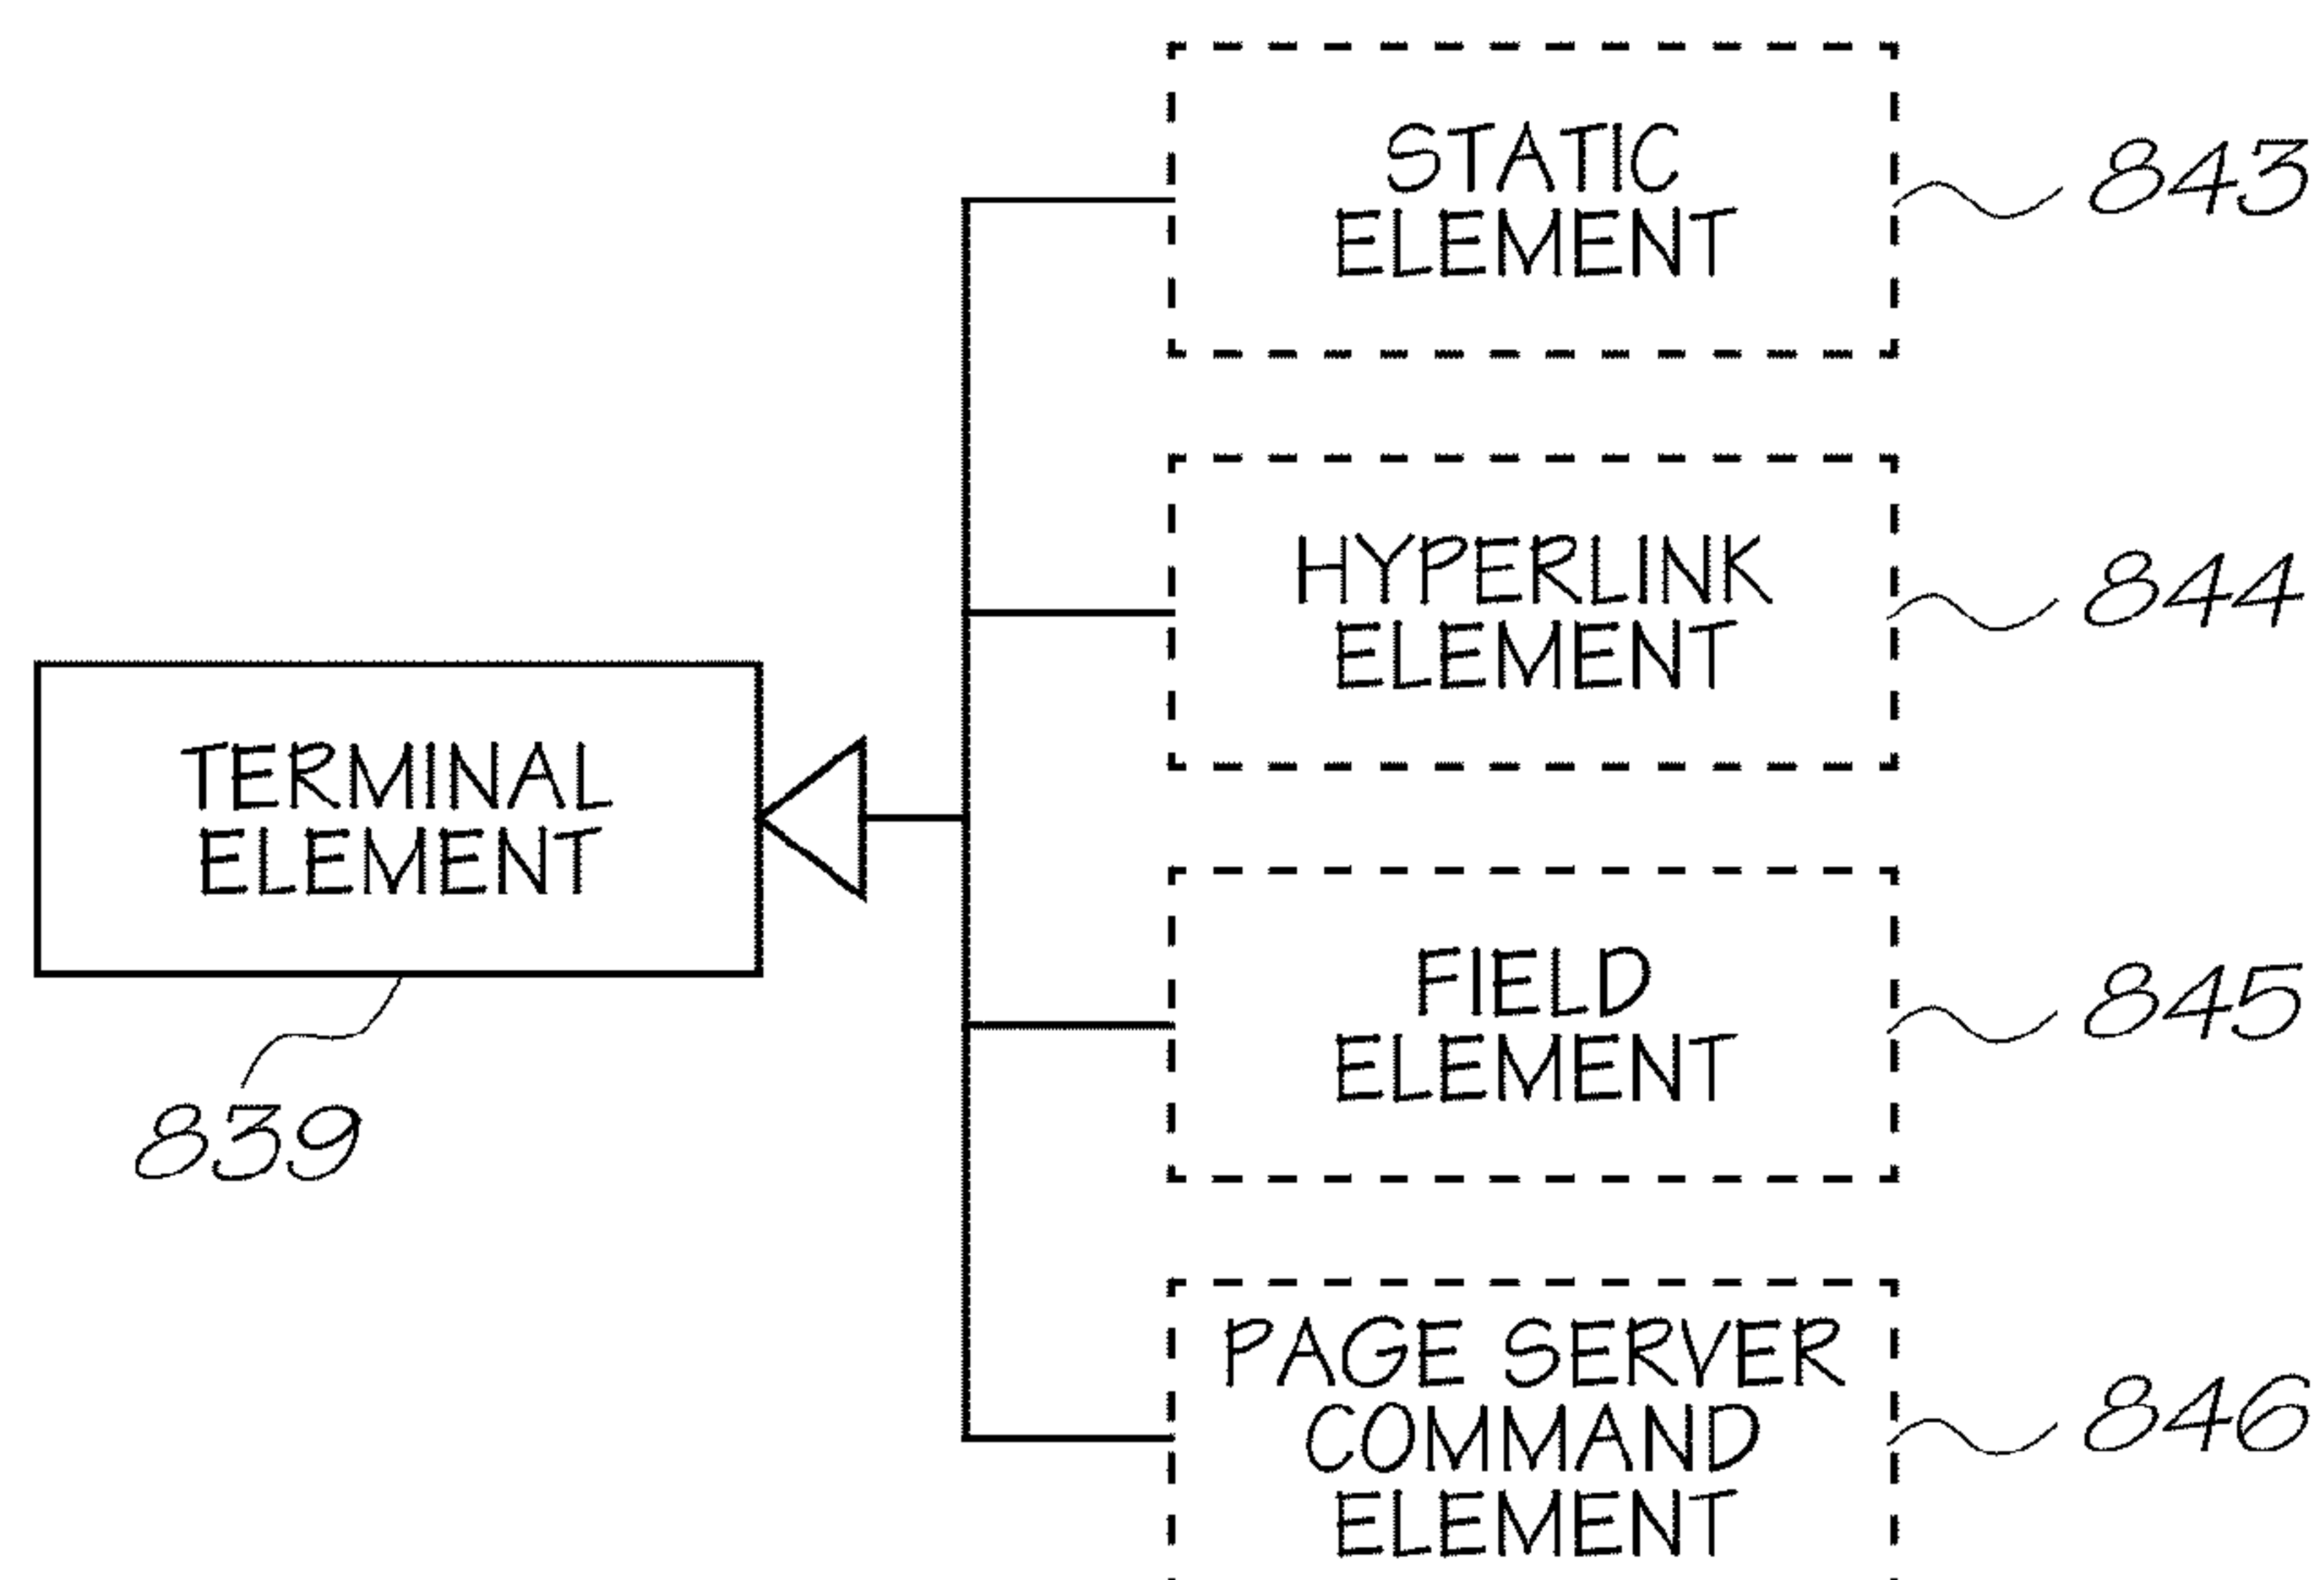 STATIC
ELEMENT
843
HYPERLINK
ELEMENT
844
TERMINAL
ELEMENT
839
FIELD
ELEMENT
845
PAGE SERVER
COMMAND
ELEMENT
846